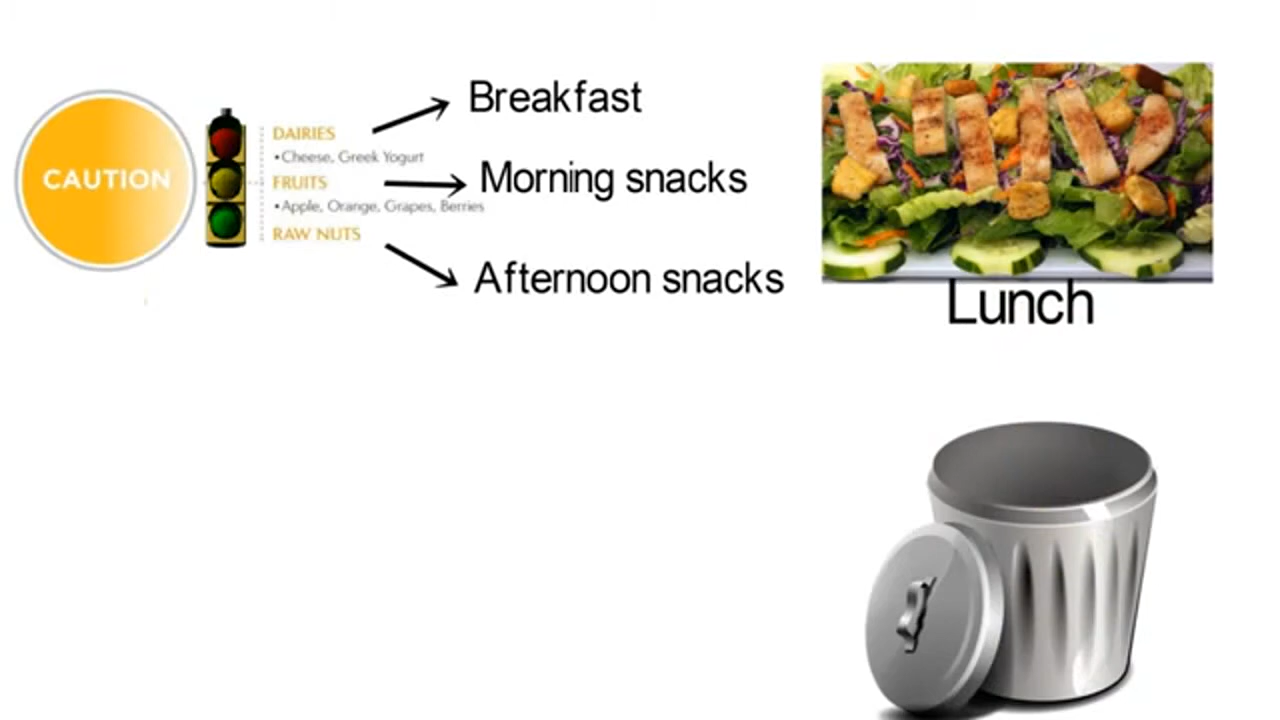 CAUTION
DAIRIES
•Cheese, Greek Yogurt
FRUITS
•Apple, Orange, Grapes, Berries
RAW NUTS
Breakfast
Morning snacks
Afternoon snacks
Lunch